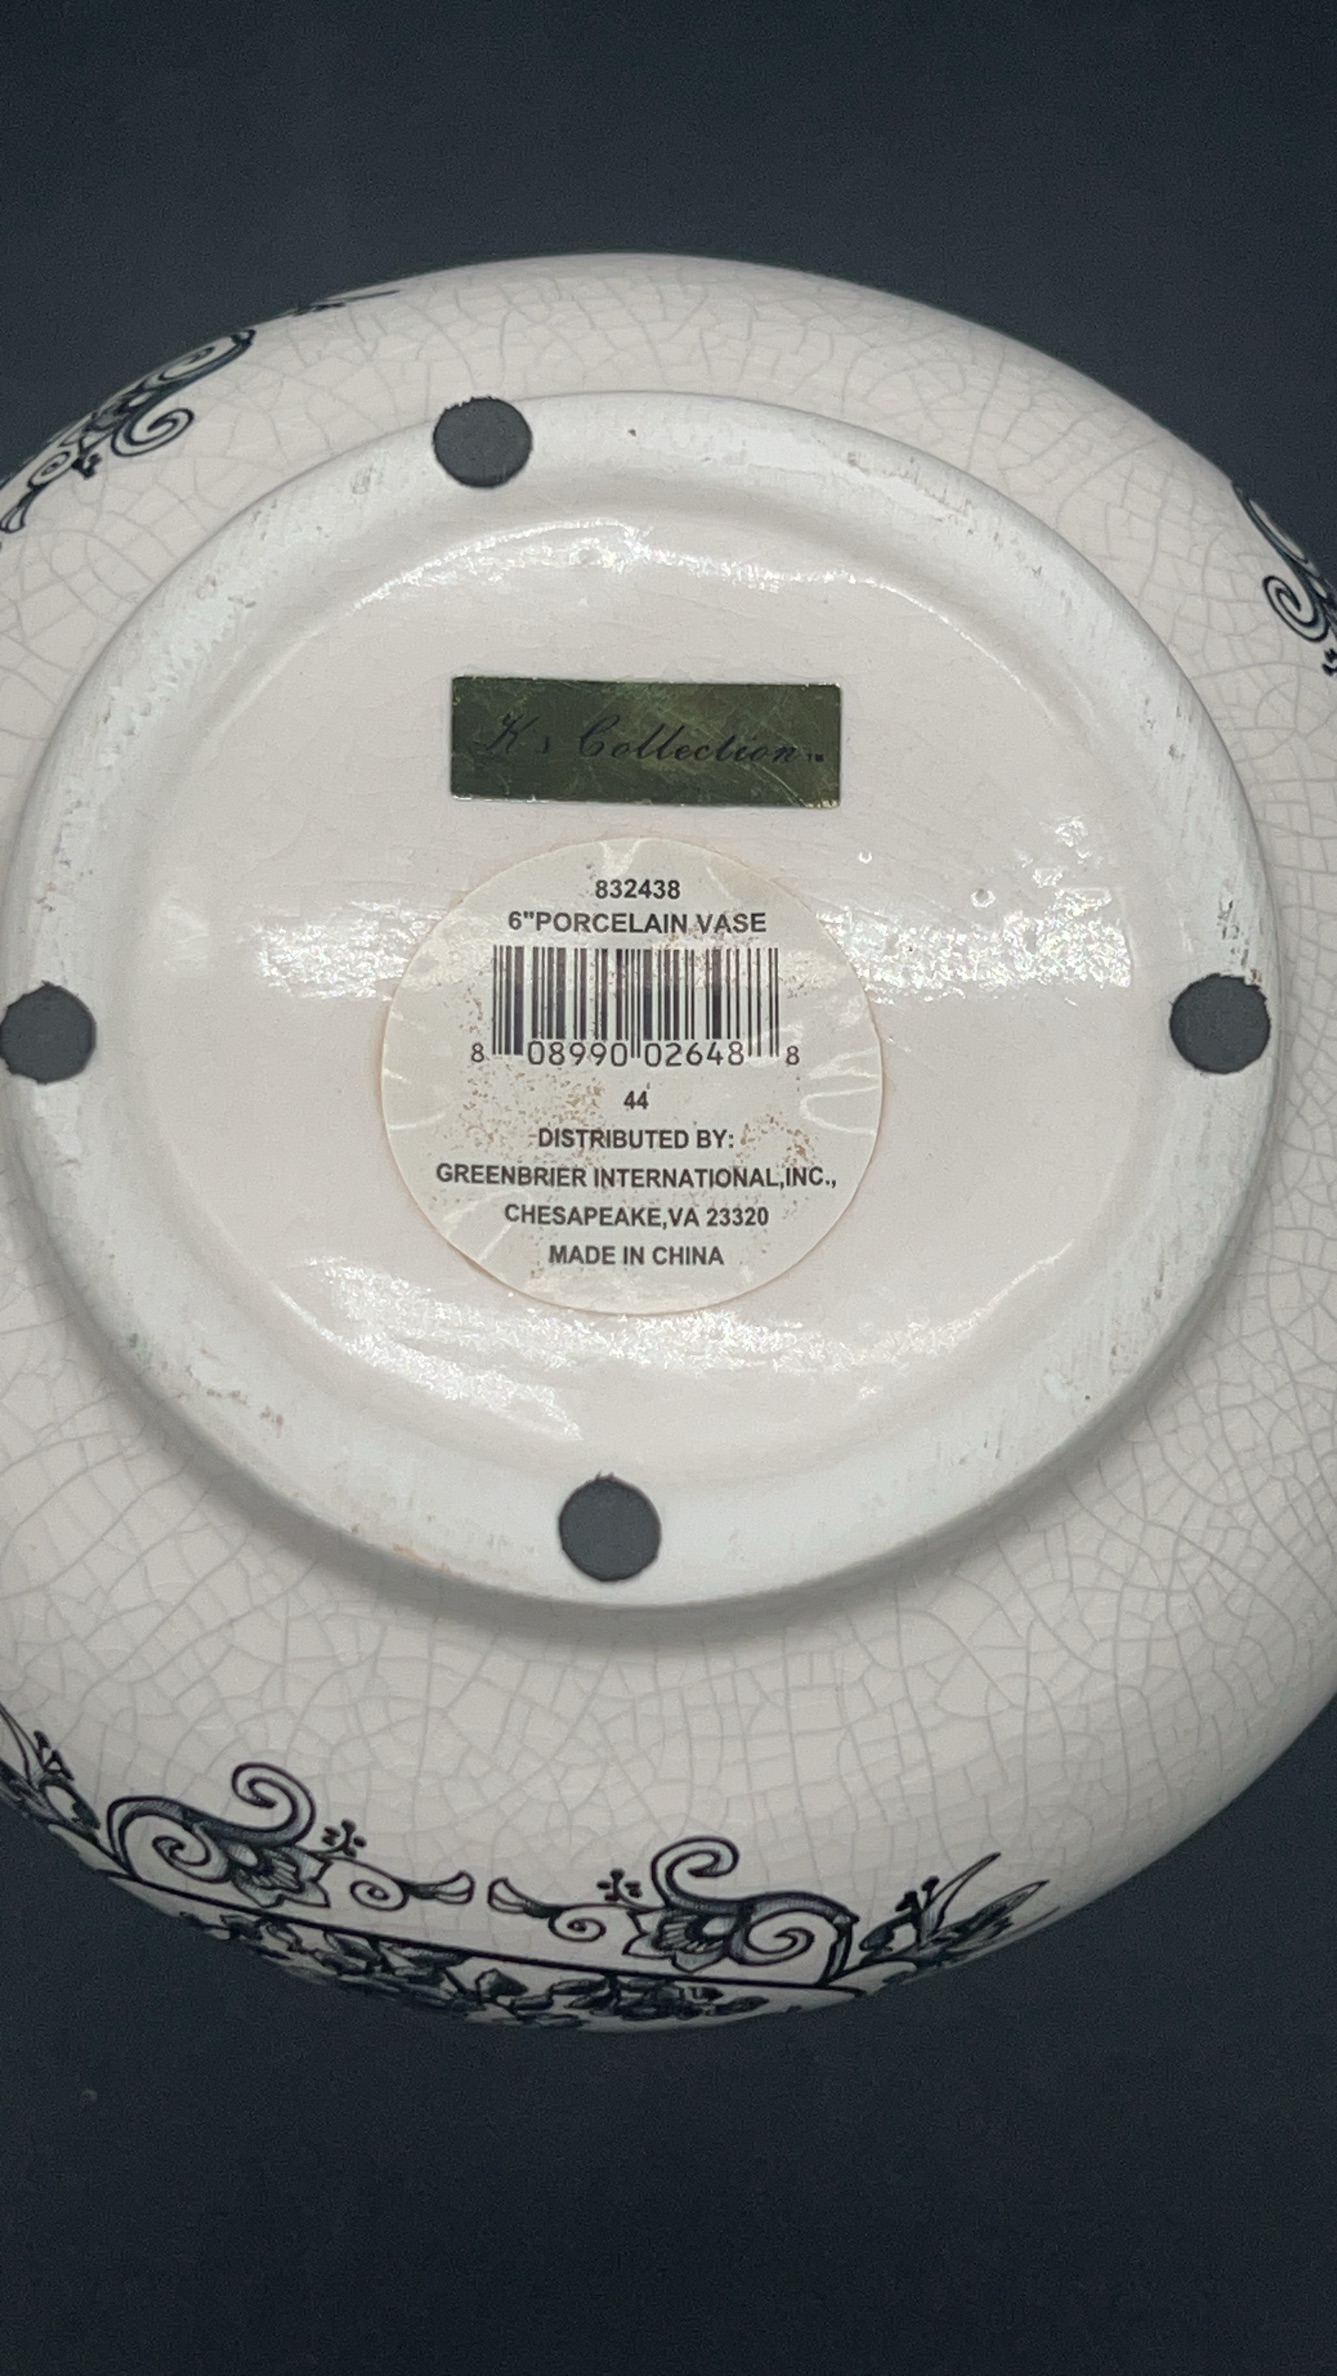 K's Collection™
832438
6"PORCELAIN VASE
8 08990 02648 8
44
DISTRIBUTED BY:
GREENBRIER INTERNATIONAL,INC.,
CHESAPEAKE,VA 23320
MADE IN CHINA